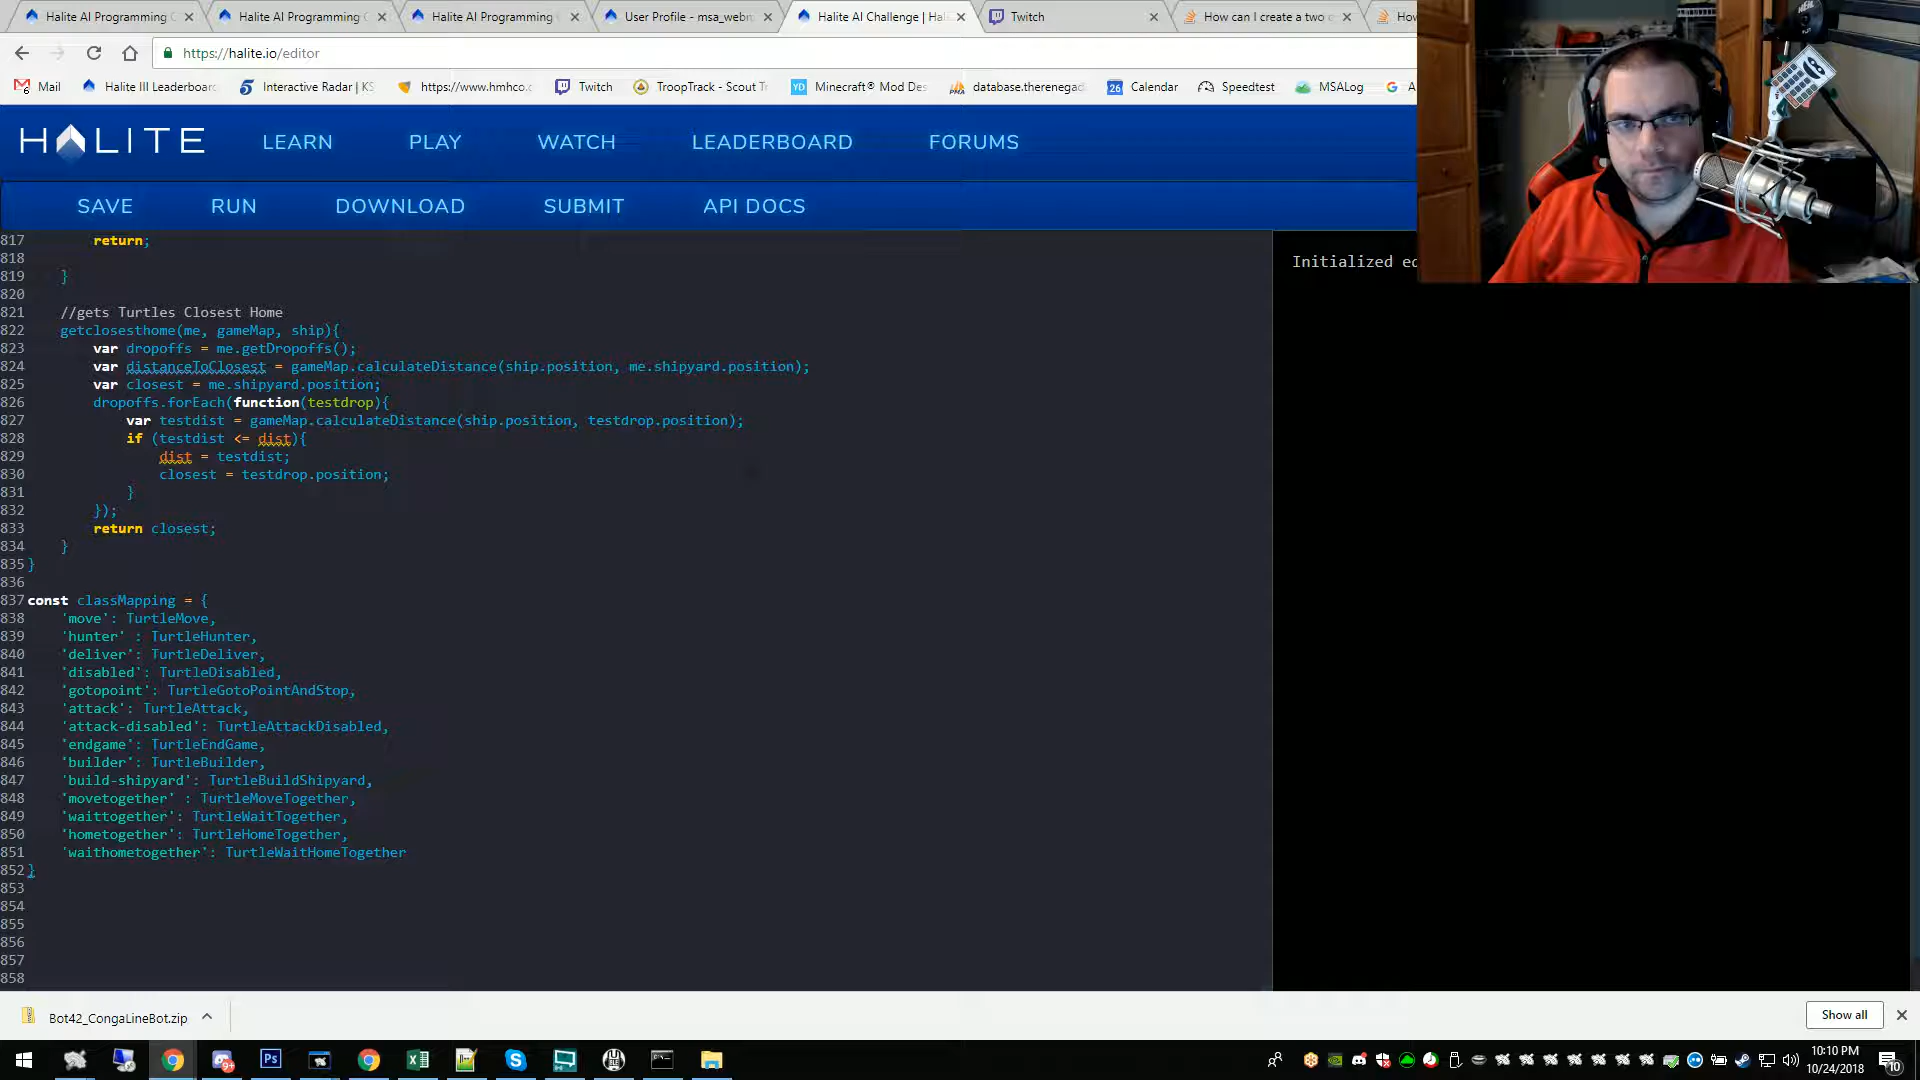 Halite AI Programming
Halite AI Programming
Halite AI Programming
User Profile - msa_webm
Halite AI Challenge | Hali
Twitch
How can I create a two
How
https://halite.io/editor
Mail
Halite III Leaderboar
Interactive Radar | KS
https://www.hmhco.c
Twitch
TroopTrack - Scout T
Minecraft® Mod Des
database.therenegad
Calendar
Speedtest
MSALog
HALITE
LEARN
PLAY
WATCH
LEADERBOARD
FORUMS
SAVE
RUN
DOWNLOAD
SUBMIT
API DOCS
817 return;
818
819 }
820
821 //gets Turtles Closest Home
822 getclosesthome(me, gameMap, ship){
823 var dropoffs = me.getDropoffs();
824 var distanceToClosest = gameMap.calculateDistance(ship.position, me.shipyard.position);
825 var closest = me.shipyard.position;
826 dropoffs.forEach(function(testdrop){
827 var testdist = gameMap.calculateDistance(ship.position, testdrop.position);
828 if (testdist <= dist){
829 dist = testdist;
830 closest = testdrop.position;
831 }
832 });
833 return closest;
834 }
835 }
836
837 const classMapping = {
838 'move': TurtleMove,
839 'hunter' : TurtleHunter,
840 'deliver': TurtleDeliver,
841 'disabled': TurtleDisabled,
842 'gotopoint': TurtleGotoPointAndStop,
843 'attack': TurtleAttack,
844 'attack-disabled': TurtleAttackDisabled,
845 'endgame': TurtleEndGame,
846 'builder': TurtleBuilder,
847 'build-shipyard': TurtleBuildShipyard,
848 'movetogether' : TurtleMoveTogether,
849 'waittogether': TurtleWaitTogether,
850 'hometogether': TurtleHomeTogether,
851 'waithometogether': TurtleWaitHomeTogether
852 }
853
854
855
856
857
858
Initialized ed
Bot42_CongaLineBot.zip
Show all
10:10 PM
10/24/2018
10